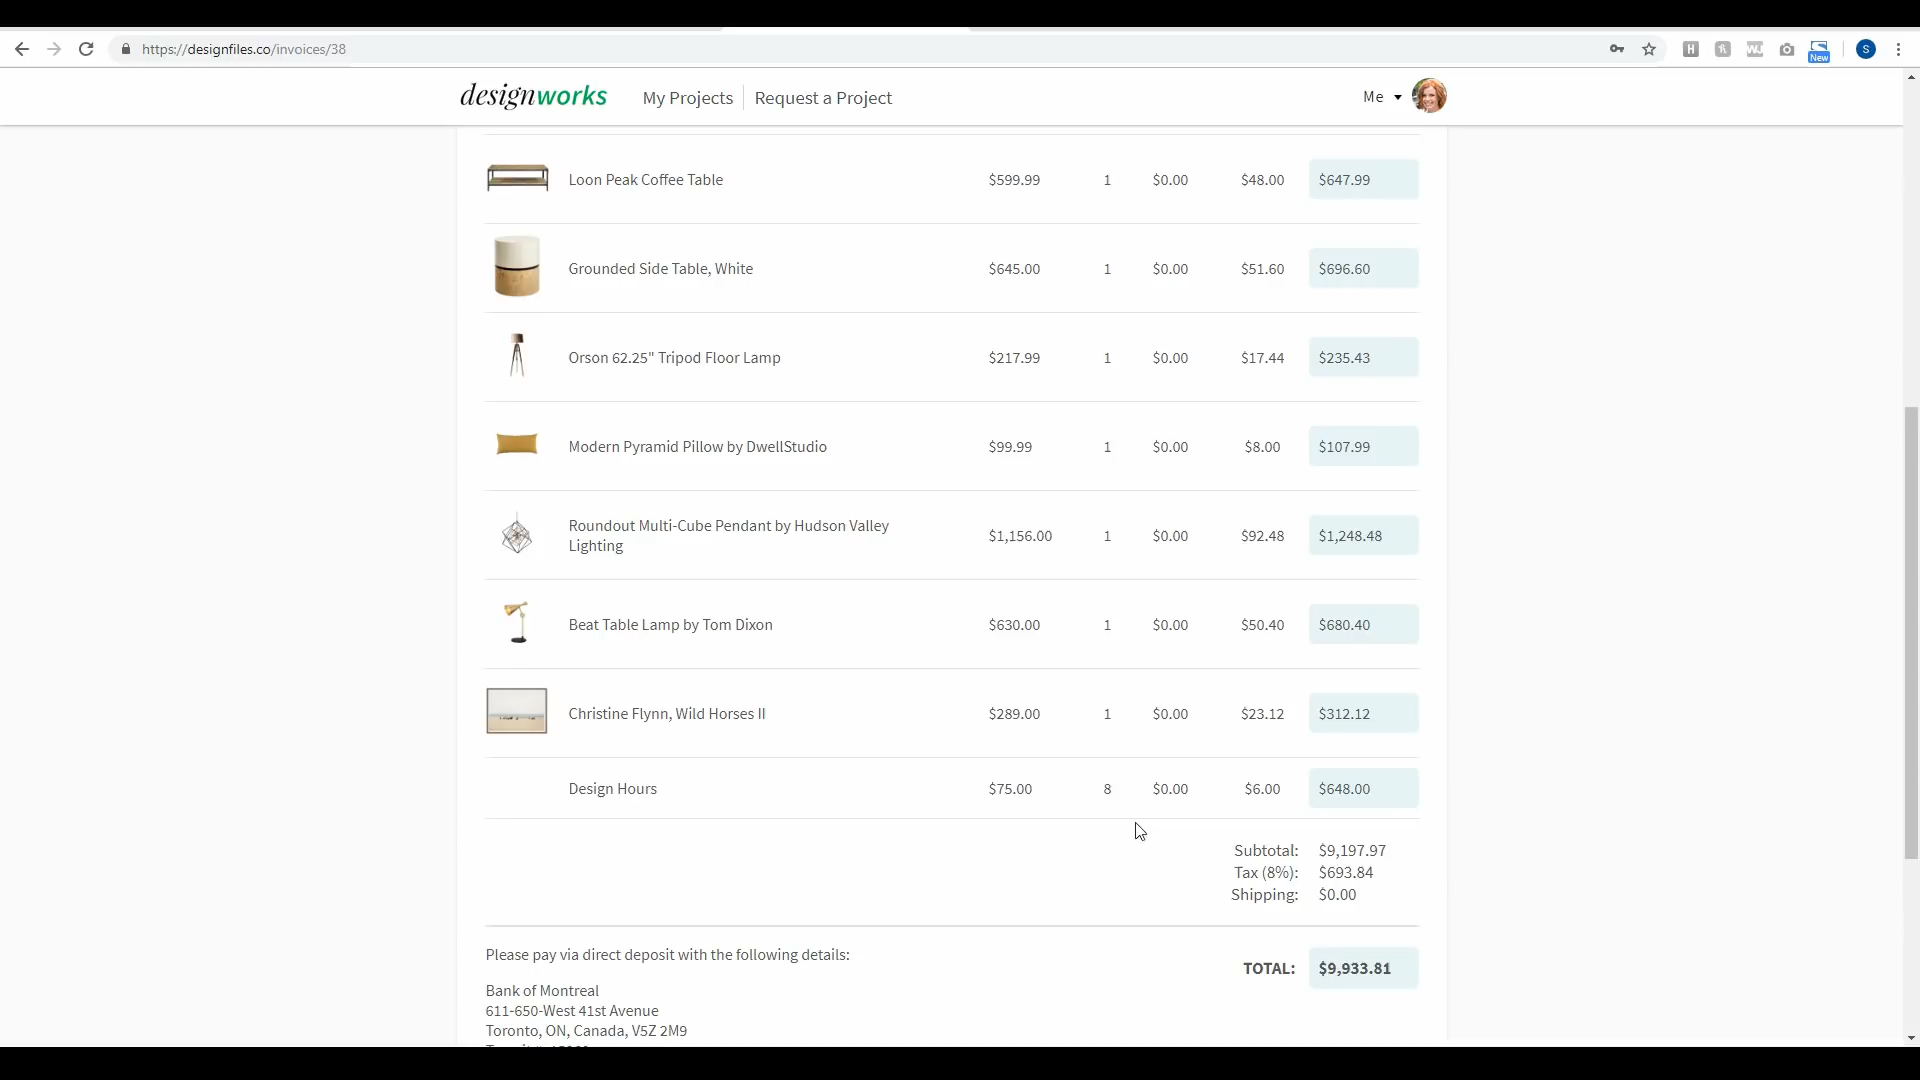 https://designfiles.co/invoices/38
New
S
designworks
My Projects
Request a Project
Me
Loon Peak Coffee Table $599.99 1 $0.00 $48.00 $647.99
Grounded Side Table, White $645.00 1 $0.00 $51.60 $696.60
Orson 62.25" Tripod Floor Lamp $217.99 1 $0.00 $17.44 $235.43
Modern Pyramid Pillow by DwellStudio $99.99 1 $0.00 $8.00 $107.99
Roundout Multi-Cube Pendant by Hudson Valley
Lighting
$1,156.00 1 $0.00 $92.48 $1,248.48
Beat Table Lamp by Tom Dixon $630.00 1 $0.00 $50.40 $680.40
Christine Flynn, Wild Horses II $289.00 1 $0.00 $23.12 $312.12
Design Hours $75.00 8 $0.00 $6.00 $648.00
Subtotal: $9,197.97
Tax (8%): $693.84
Shipping: $0.00
Please pay via direct deposit with the following details:
TOTAL: $9,933.81
Bank of Montreal
611-650-West 41st Avenue
Toronto, ON, Canada, V5Z 2M9